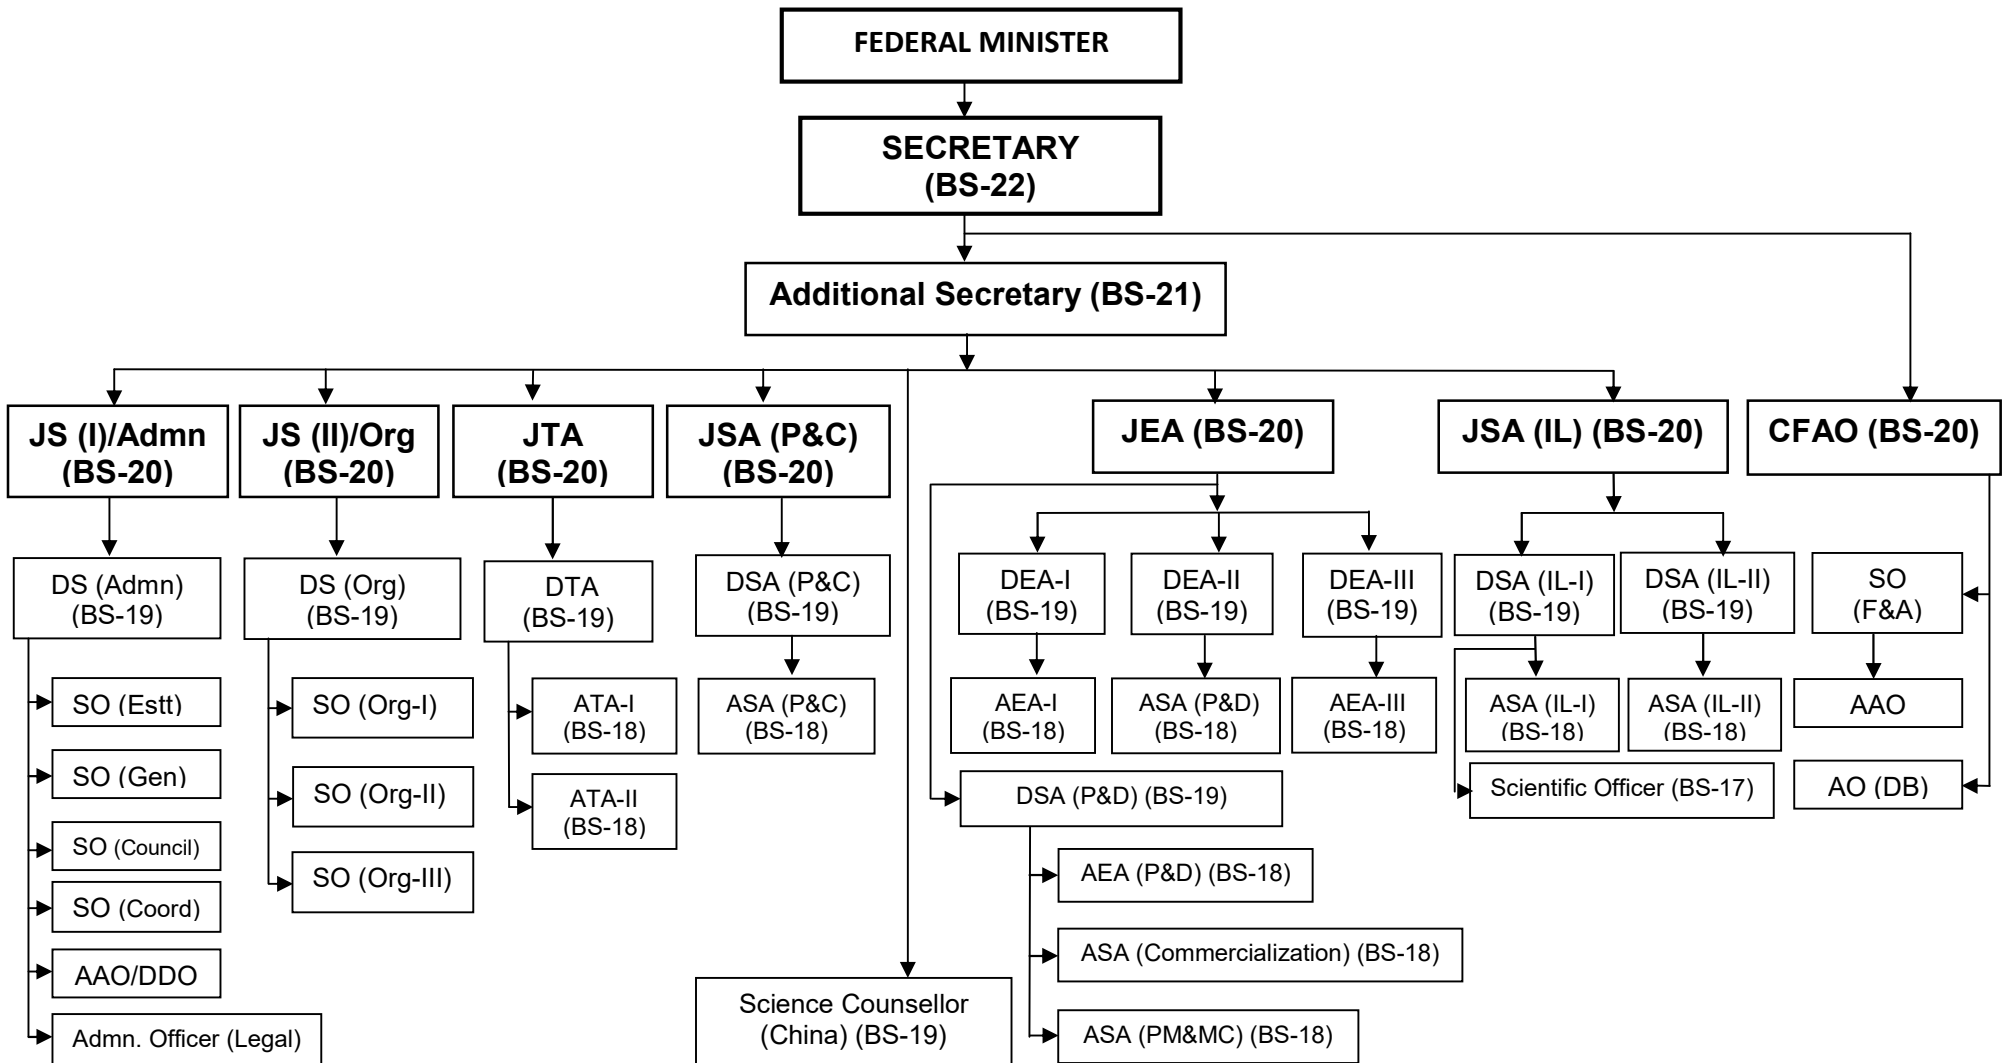 FEDERAL MINISTER
SECRETARY
(BS-22)
Additional Secretary (BS-21)
JS (I)/Admn
(BS-20)
JS (II)/Org
(BS-20)
JTA
(BS-20)
JSA (P&C)
(BS-20)
JEA (BS-20)
JSA (IL) (BS-20)
CFAO (BS-20)
DS (Admn)
(BS-19)
DS (Org)
(BS-19)
DTA
(BS-19)
DSA (P&C)
(BS-19)
DEA-I
(BS-19)
DEA-II
(BS-19)
DEA-III
(BS-19)
DSA (IL-I)
(BS-19)
DSA (IL-II)
(BS-19)
SO
(F&A)
SO (Estt)
SO (Org-I)
ATA-I
(BS-18)
ASA (P&C)
(BS-18)
AEA-I
(BS-18)
ASA (P&D)
(BS-18)
AEA-III
(BS-18)
ASA (IL-I)
(BS-18)
ASA (IL-II)
(BS-18)
AAO
SO (Gen)
SO (Org-II)
ATA-II
(BS-18)
DSA (P&D) (BS-19)
Scientific Officer (BS-17)
AO (DB)
SO (Council)
SO (Org-III)
AEA (P&D) (BS-18)
SO (Coord)
ASA (Commercialization) (BS-18)
AAO/DDO
Science Counsellor
(China) (BS-19)
Admn. Officer (Legal)
ASA (PM&MC) (BS-18)